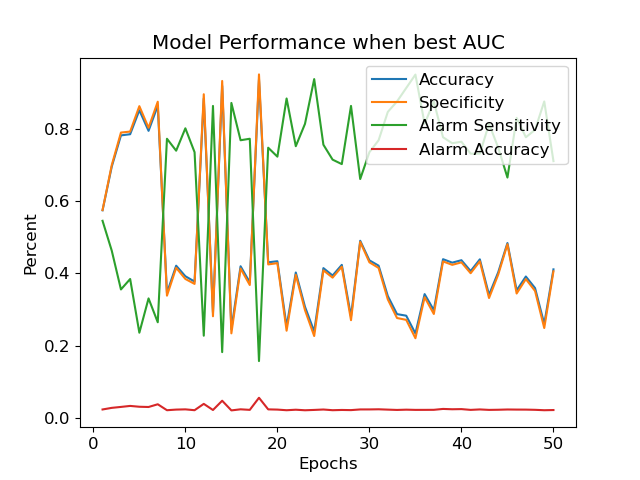 Model Performance when best AUC
Accuracy
Specificity
Alarm Sensitivity
Alarm Accuracy
Percent
0.8
0.6
0.4
0.2
0.0
0
10
20
30
40
50
Epochs